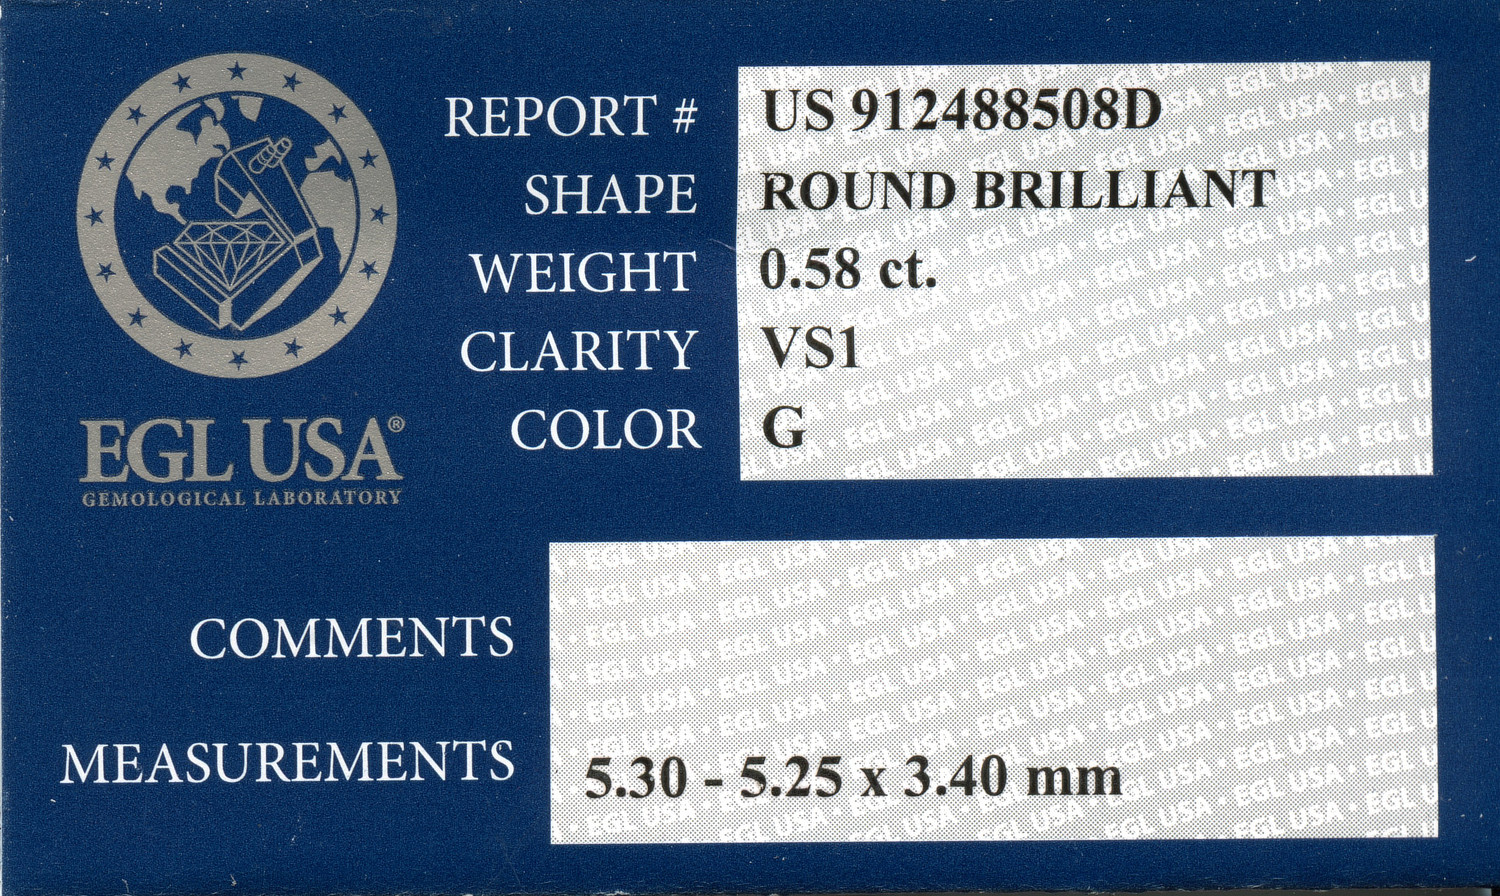 REPORT # US 912488508D
SHAPE ROUND BRILLIANT
WEIGHT 0.58 ct.
CLARITY VS1
COLOR G
EGL USA®
GEMOLOGICAL LABORATORY
COMMENTS
MEASUREMENTS 5.30 - 5.25 x 3.40 mm